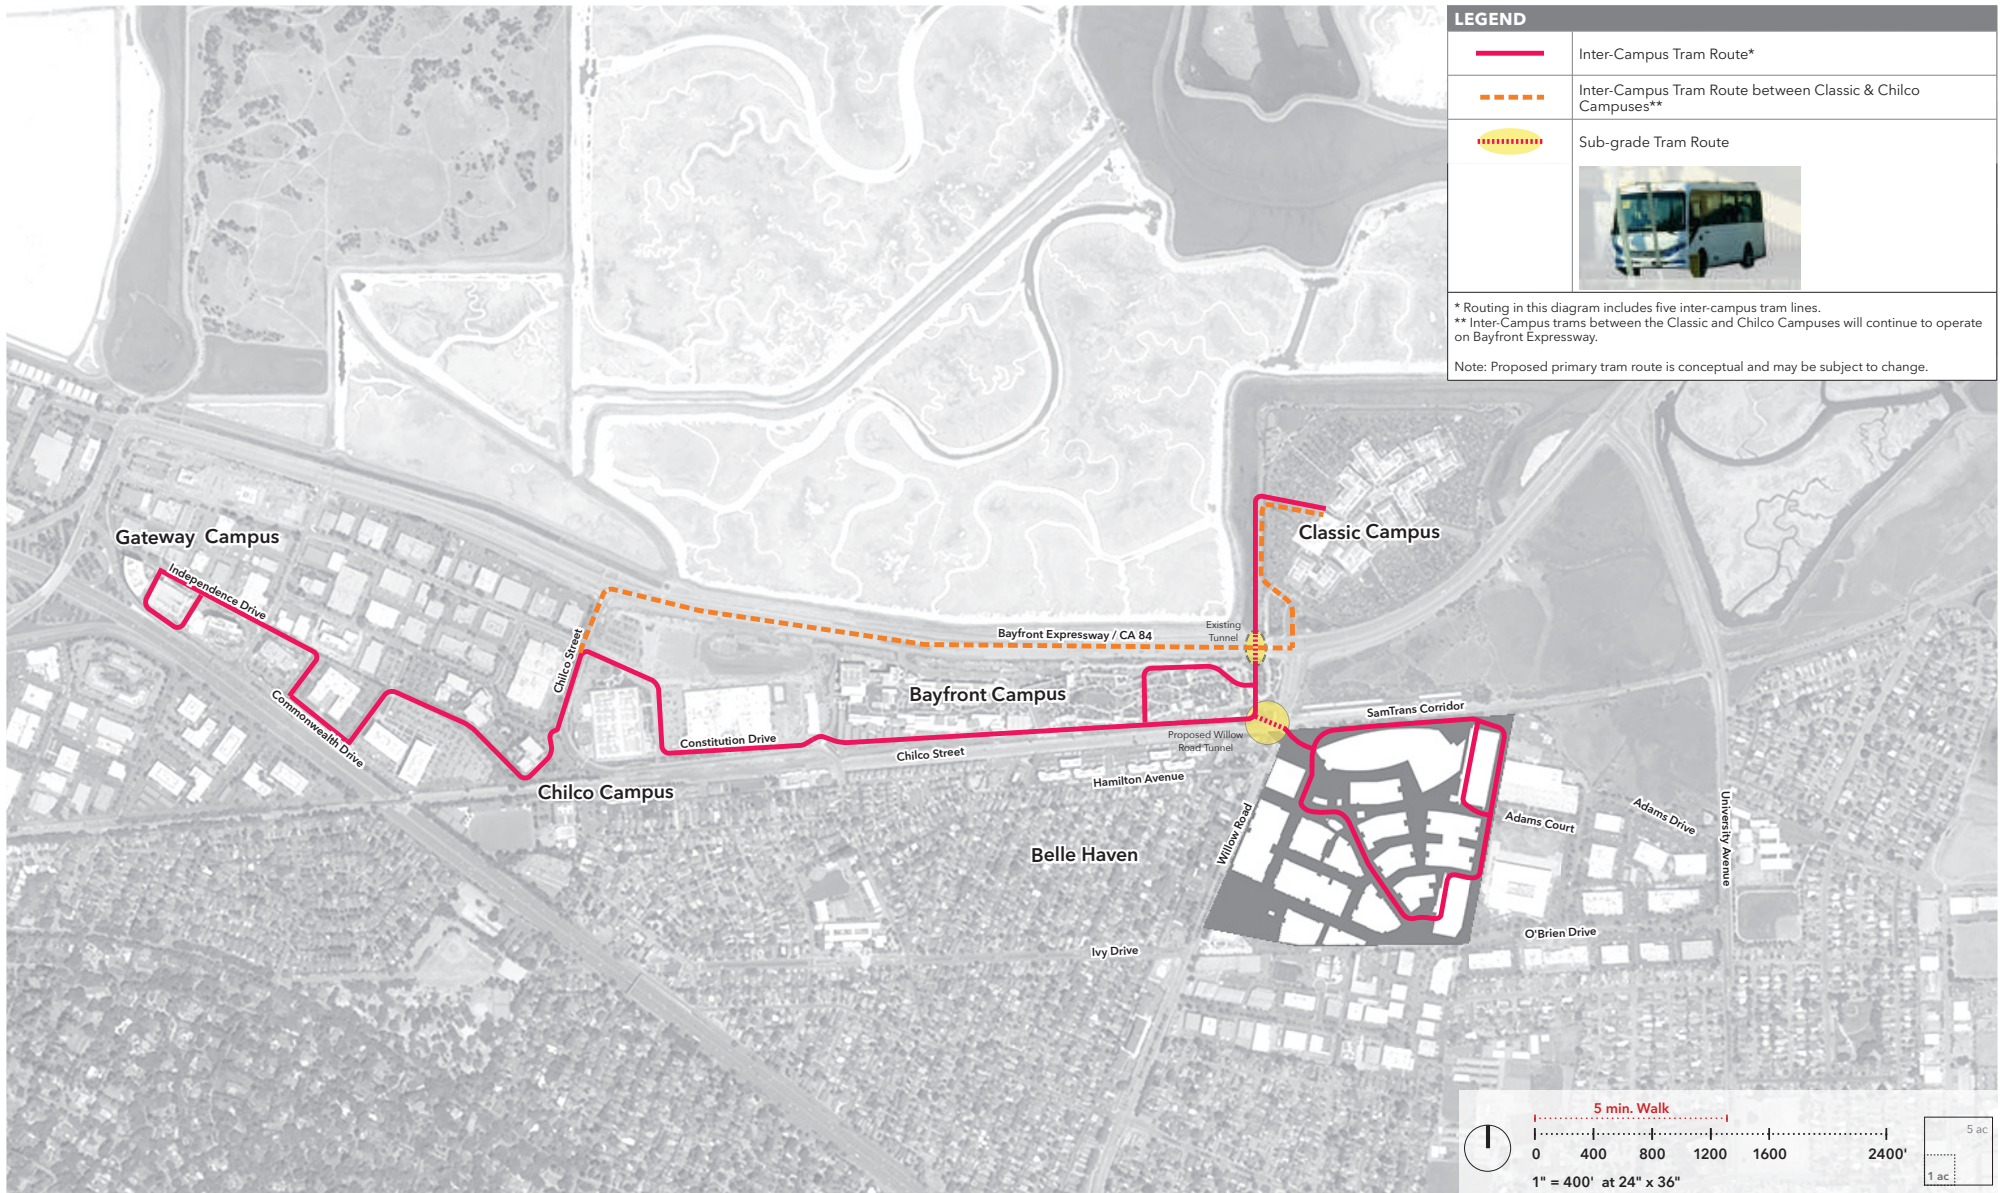 LEGEND
Inter-Campus Tram Route*
Inter-Campus Tram Route between Classic & Chilco
Campuses**
Sub-grade Tram Route
* Routing in this diagram includes five inter-campus tram lines.
** Inter-Campus trams between the Classic and Chilco Campuses will continue to operate
on Bayfront Expressway.
Note: Proposed primary tram route is conceptual and may be subject to change.
Gateway Campus
Independence Drive
Commonwealth Drive
Chilco Street
Classic Campus
Existing
Tunnel
Bayfront Expressway / CA 84
Bayfront Campus
SamTrans Corridor
Constitution Drive
Chilco Street
Proposed Willow
Road Tunnel
Hamilton Avenue
Chilco Campus
Willow Road
Belle Haven
Adams Court
Adams Drive
University Avenue
O'Brien Drive
Ivy Drive
5 min. Walk
0 400 800 1200 1600 2400'
1" = 400' at 24" x 36"
5 ac
1 ac